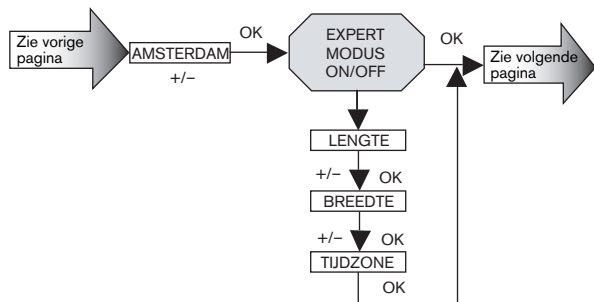 Zie vorige
pagina
AMSTERDAM
+/–
OK
EXPERT
MODUS
ON/OFF
OK
Zie volgende
pagina
LENGTE
+/– OK
BREEDTE
+/– OK
TIJDZONE
OK